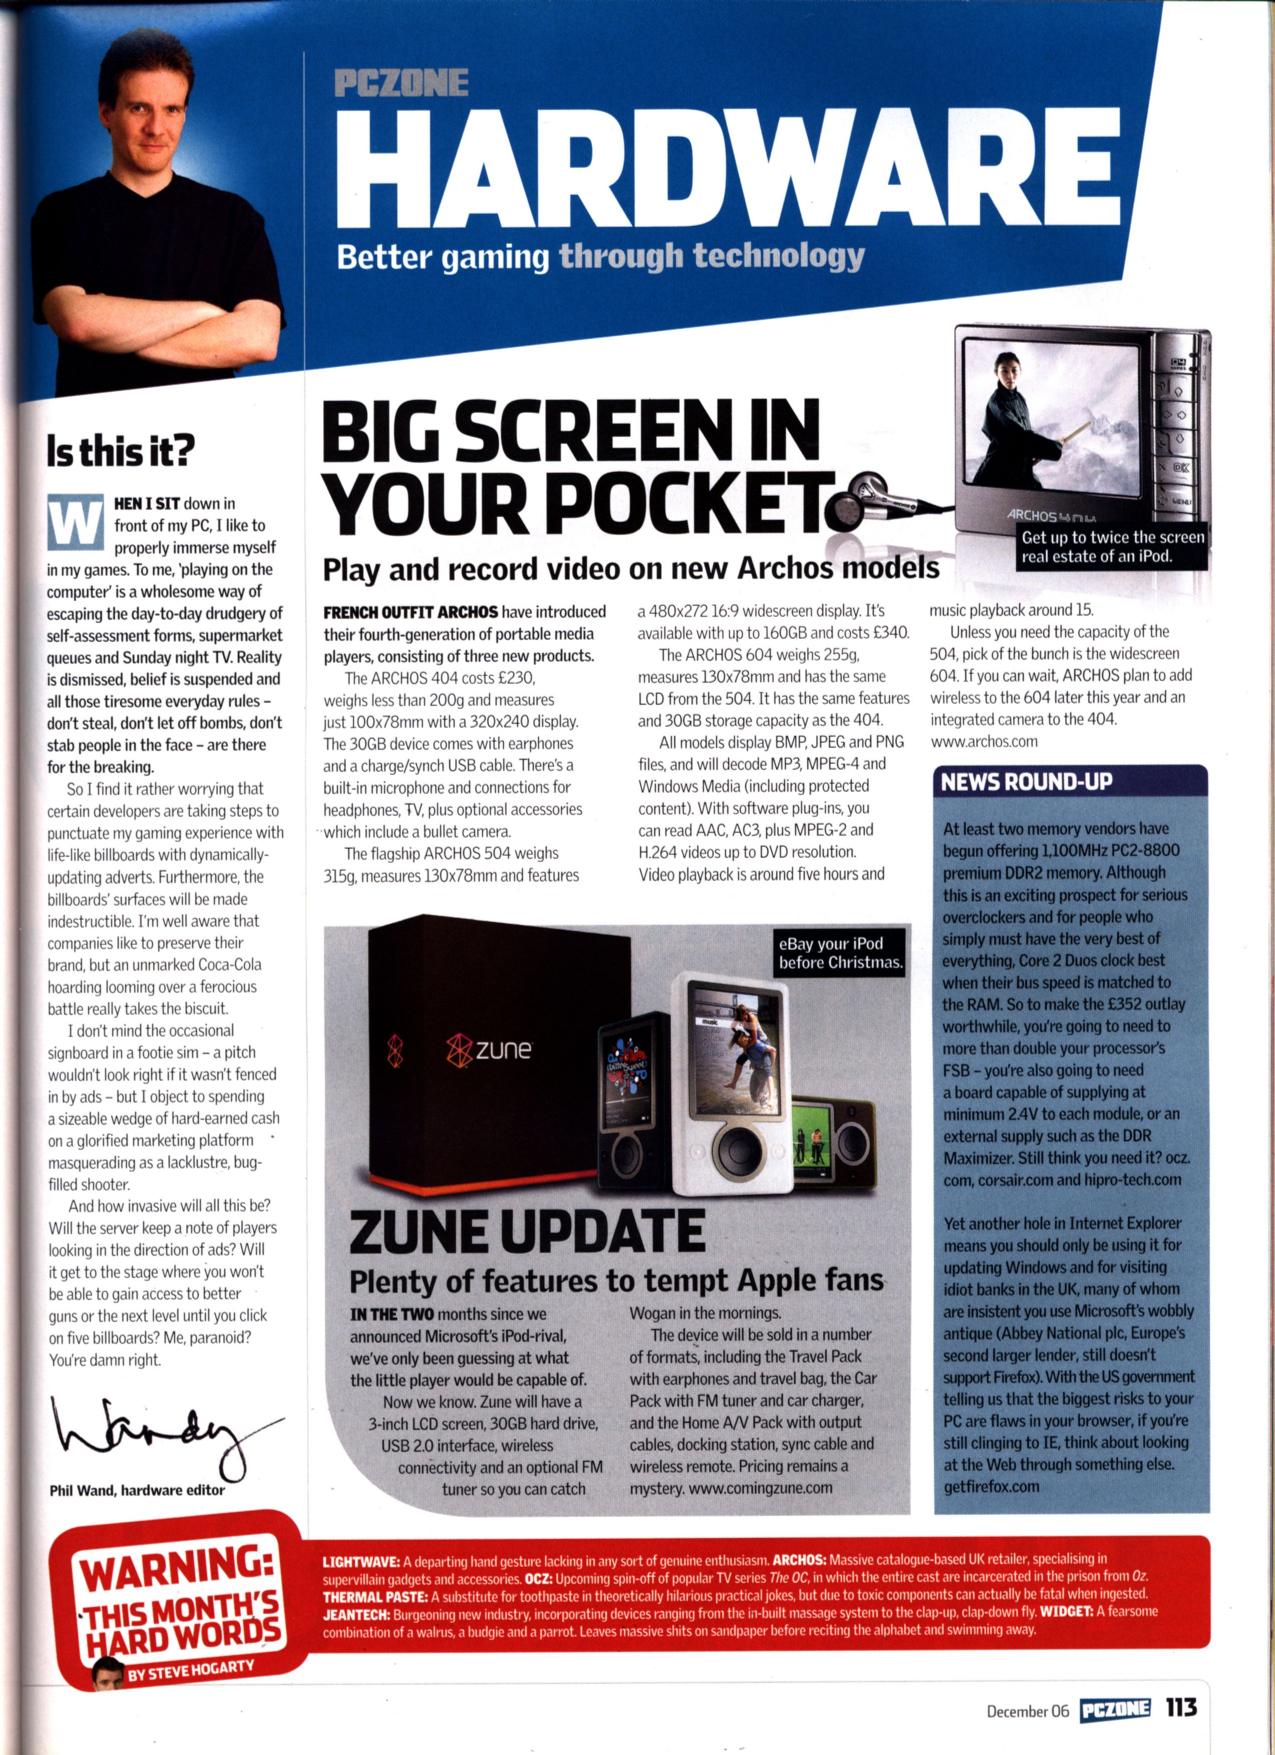 PCZONE
HARDWARE
Better gaming through technology
Is this it?
WHEN I SIT down in
front of my PC, I like to
properly immerse myself
in my games. To me, 'playing on the
computer' is a wholesome way of
escaping the day-to-day drudgery of
self-assessment forms, supermarket
queues and Sunday night TV. Reality
is dismissed, belief is suspended and
all those tiresome everyday rules –
don't steal, don't let off bombs, don't
stab people in the face – are there
for the breaking.
So I find it rather worrying that
certain developers are taking steps to
punctuate my gaming experience with
life-like billboards with dynamically-
updating adverts. Furthermore, the
billboards' surfaces will be made
indestructible. I'm well aware that
companies like to preserve their
brand, but an unmarked Coca-Cola
hoarding looming over a ferocious
battle really takes the biscuit.
I don't mind the occasional
signboard in a footie sim – a pitch
wouldn't look right if it wasn't fenced
in by ads – but I object to spending
a sizeable wedge of hard-earned cash
on a glorified marketing platform
masquerading as a lacklustre, bug-
filled shooter.
And how invasive will all this be?
Will the server keep a note of players
looking in the direction of ads? Will
it get to the stage where you won't
be able to gain access to better
guns or the next level until you click
on five billboards? Me, paranoid?
You're damn right.
Wandy
Phil Wand, hardware editor
BIG SCREEN IN
YOUR POCKET
Play and record video on new Archos models
ARCHOS 404
OK
MENU
Get up to twice the screen
real estate of an iPod.
FRENCH OUTFIT ARCHOS have introduced
their fourth-generation of portable media
players, consisting of three new products.
The ARCHOS 404 costs £230,
weighs less than 200g and measures
just 100x78mm with a 320x240 display.
The 30GB device comes with earphones
and a charge/synch USB cable. There's a
built-in microphone and connections for
headphones, TV, plus optional accessories
which include a bullet camera.
The flagship ARCHOS 504 weighs
315g, measures 130x78mm and features
a 480x272 16:9 widescreen display. It's
available with up to 160GB and costs £340.
The ARCHOS 604 weighs 255g,
measures 130x78mm and has the same
LCD from the 504. It has the same features
and 30GB storage capacity as the 404.
All models display BMP, JPEG and PNG
files, and will decode MP3, MPEG-4 and
Windows Media (including protected
content). With software plug-ins, you
can read AAC, AC3, plus MPEG-2 and
H.264 videos up to DVD resolution.
Video playback is around five hours and
music playback around 15.
Unless you need the capacity of the
504, pick of the bunch is the widescreen
604. If you can wait, ARCHOS plan to add
wireless to the 604 later this year and an
integrated camera to the 404.
www.archos.com
eBay your iPod
before Christmas.
zune
music
ZUNE UPDATE
Plenty of features to tempt Apple fans
IN THE TWO months since we
announced Microsoft's iPod-rival,
we've only been guessing at what
the little player would be capable of.
Now we know. Zune will have a
3-inch LCD screen, 30GB hard drive,
USB 2.0 interface, wireless
connectivity and an optional FM
tuner so you can catch
Wogan in the mornings.
The device will be sold in a number
of formats, including the Travel Pack
with earphones and travel bag, the Car
Pack with FM tuner and car charger,
and the Home A/V Pack with output
cables, docking station, sync cable and
wireless remote. Pricing remains a
mystery. www.comingzune.com
NEWS ROUND-UP
At least two memory vendors have
begun offering 1,100MHz PC2-8800
premium DDR2 memory. Although
this is an exciting prospect for serious
overclockers and for people who
simply must have the very best of
everything, Core 2 Duos clock best
when their bus speed is matched to
the RAM. So to make the £352 outlay
worthwhile, you're going to need to
more than double your processor's
FSB – you're also going to need
a board capable of supplying at
minimum 2.4V to each module, or an
external supply such as the DDR
Maximizer. Still think you need it? ocz.
com, corsair.com and hipro-tech.com
Yet another hole in Internet Explorer
means you should only be using it for
updating Windows and for visiting
idiot banks in the UK, many of whom
are insistent you use Microsoft's wobbly
antique (Abbey National plc, Europe's
second larger lender, still doesn't
support Firefox). With the US government
telling us that the biggest risks to your
PC are flaws in your browser, if you're
still clinging to IE, think about looking
at the Web through something else.
getfirefox.com
WARNING:
THIS MONTH'S
HARD WORDS
BY STEVE HOGARTY
LIGHTWAVE: A departing hand gesture lacking in any sort of genuine enthusiasm. ARCHOS: Massive catalogue-based UK retailer, specialising in
supervillain gadgets and accessories. OCZ: Upcoming spin-off of popular TV series The OC, in which the entire cast are incarcerated in the prison from Oz.
THERMAL PASTE: A substitute for toothpaste in theoretically hilarious practical jokes, but due to toxic components can actually be fatal when ingested.
JEANTECH: Burgeoning new industry, incorporating devices ranging from the in-built massage system to the clap-up, clap-down fly. WIDGET: A fearsome
combination of a walrus, a budgie and a parrot. Leaves massive shits on sandpaper before reciting the alphabet and swimming away.
December 06 PCZONE 113